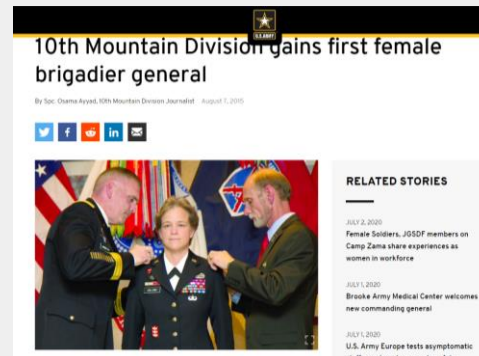 U.S. ARMY
10th Mountain Division gains first female
brigadier general
By Spc. Osama Ayyad, 10th Mountain Division Journalist August 7, 2015
RELATED STORIES
JULY 2, 2020
Female Soldiers, JGSDF members on
Camp Zama share experiences as
women in workforce
JULY 1, 2020
Brooke Army Medical Center welcomes
new commanding general
JULY 1, 2020
U.S. Army Europe tests asymptomatic